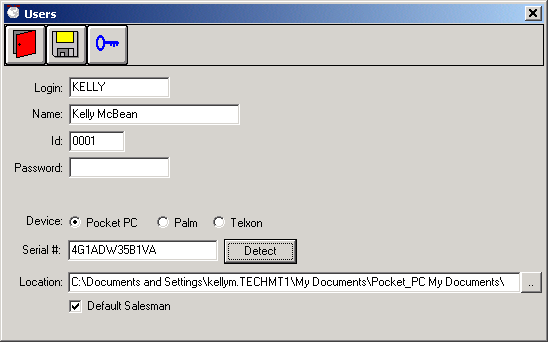 Users
Login: KELLY
Name: Kelly McBean
Id: 0001
Password:
Device: Pocket PC Palm Telxon
Serial #: 4G1ADW35B1VA Detect
Location: C:\Documents and Settings\kellym.TECHMT1\My Documents\Pocket_PC My Documents\ ..
Default Salesman